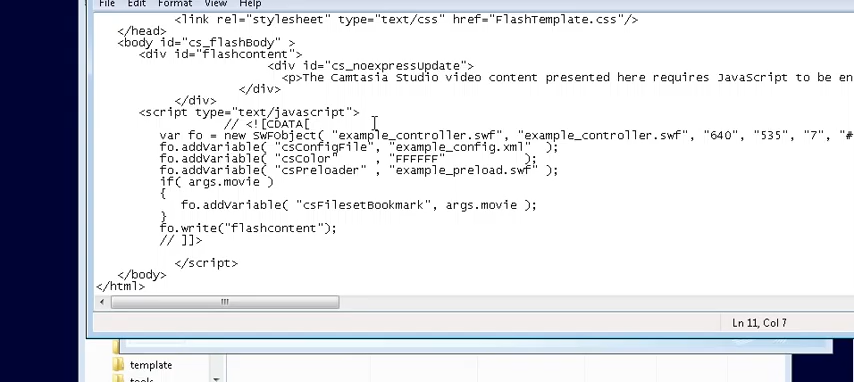 File Edit Format View Help
<link rel="stylesheet" type="text/css" href="FlashTemplate.css"/>
</head>
<body id="cs_flashBody" >
<div id="flashcontent">
<div id="cs_noexpressUpdate">
<p>The Camtasia Studio video content presented here requires JavaScript to be en
</div>
</div>
<script type="text/javascript">
// <![CDATA[
var fo = new SWFObject( "example_controller.swf", "example_controller.swf", "640", "535", "7", "#
fo.addVariable( "csConfigFile", "example_config.xml" );
fo.addVariable( "csColor" , "FFFFFF" );
fo.addVariable( "csPreloader" , "example_preload.swf" );
if( args.movie )
{
fo.addVariable( "csFilesetBookmark", args.movie );
}
fo.write("flashcontent");
// ]]>
</script>
</body>
</html>
Ln 11, Col 7
template
tools